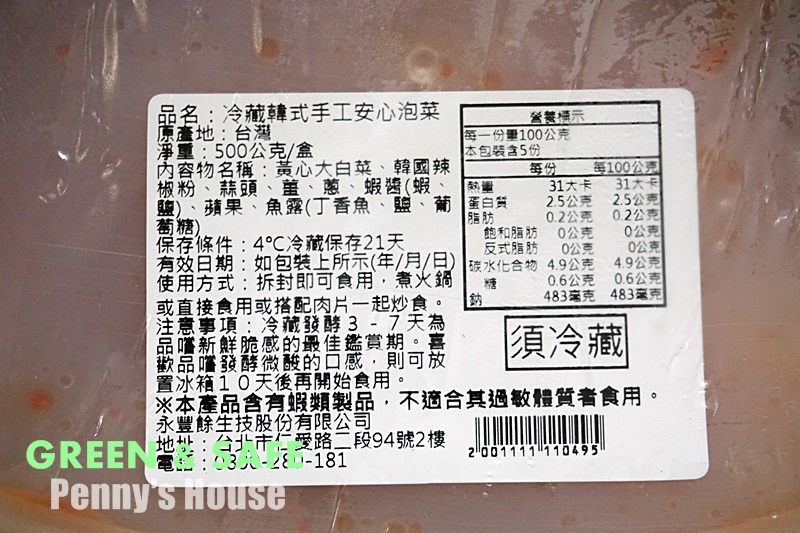 品名：冷藏韓式手工安心泡菜
原產地：台灣
淨重：500公克/盒
內容物名稱：黃心大白菜、韓國辣
椒粉、蒜頭、薑、蔥、蝦醬(蝦、
鹽)、蘋果、魚露(丁香魚、鹽、葡
萄糖)
保存條件：4°C冷藏保存21天
有效日期：如包裝上所示(年/月/日)
使用方式：拆封即可食用，煮火鍋
或直接食用或搭配肉片一起炒食。
注意事項：冷藏發酵3-7天為
品嚐新鮮脆感的最佳鑑賞期。喜
歡品嚐發酵微酸的口感，則可放
置冰箱10天後再開始食用。
※本產品含有蝦類製品，不適合其過敏體質者食用。
永豐餘生技股份有限公司
地址：台北市仁愛路二段94號2樓
電話：0800-280-181
營養標示
每一份量100公克
本包裝含5份
每份 每100公克
熱量 31大卡 31大卡
蛋白質 2.5公克 2.5公克
脂肪 0.2公克 0.2公克
飽和脂肪 0公克 0公克
反式脂肪 0公克 0公克
碳水化合物 4.9公克 4.9公克
糖 0.6公克 0.6公克
鈉 483毫克 483毫克
須冷藏
2001111110495
GREEN & SAFE
Penny's House